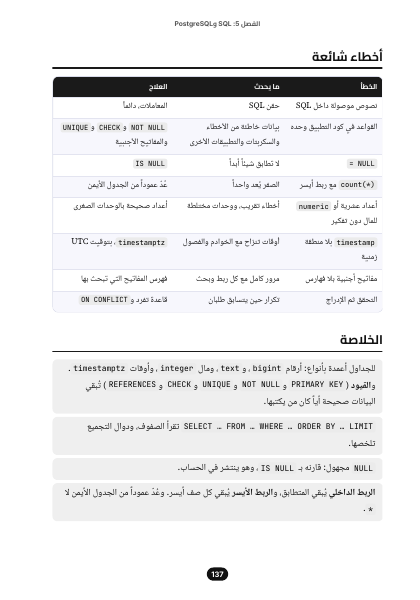 الفصل 5: SQL وPostgreSQL
أخطاء شائعة
الخطأ ما يحدث العلاج
نصوص موصولة داخل SQL حقن SQL المعاملات، دائماً
القواعد في كود التطبيق وحده بيانات خاطئة من الأخطاء NOT NULL و CHECK و UNIQUE
والسكربتات والتطبيقات الأخرى والمفاتيح الأجنبية
= NULL لا تطابق شيئاً أبداً IS NULL
count(*) مع ربط أيسر الصفر يُعد واحداً عُدّ عموداً من الجدول الأيمن
أعداد عشرية أو numeric أخطاء تقريب، ووحدات مختلطة أعداد صحيحة بالوحدات الصغرى
للمال دون تفكير
timestamp بلا منطقة أوقات تنزاح مع الخوادم والفصول timestamptz ، بتوقيت UTC
زمنية
مفاتيح أجنبية بلا فهارس مرور كامل مع كل ربط وبحث فهرس المفاتيح التي تبحث بها
التحقق ثم الإدراج تكرار حين يتسابق طلبان قاعدة تفرد و ON CONFLICT
الخلاصة
للجداول أعمدة بأنواع: أرقام bigint ، و text ، ومال integer ، وأوقات timestamptz .
والقيود ( PRIMARY KEY و NOT NULL و UNIQUE و CHECK و REFERENCES ) تُبقي
البيانات صحيحة أياً كان من يكتبها.
SELECT … FROM … WHERE … ORDER BY … LIMIT تقرأ الصفوف، ودوال التجميع
تلخصها.
NULL مجهول: قارنه بـ IS NULL ، وهو ينتشر في الحساب.
الربط الداخلي يُبقي المتطابق، والربط الأيسر يُبقي كل صف أيسر. وعُدّ عموداً من الجدول الأيمن لا
* .
137